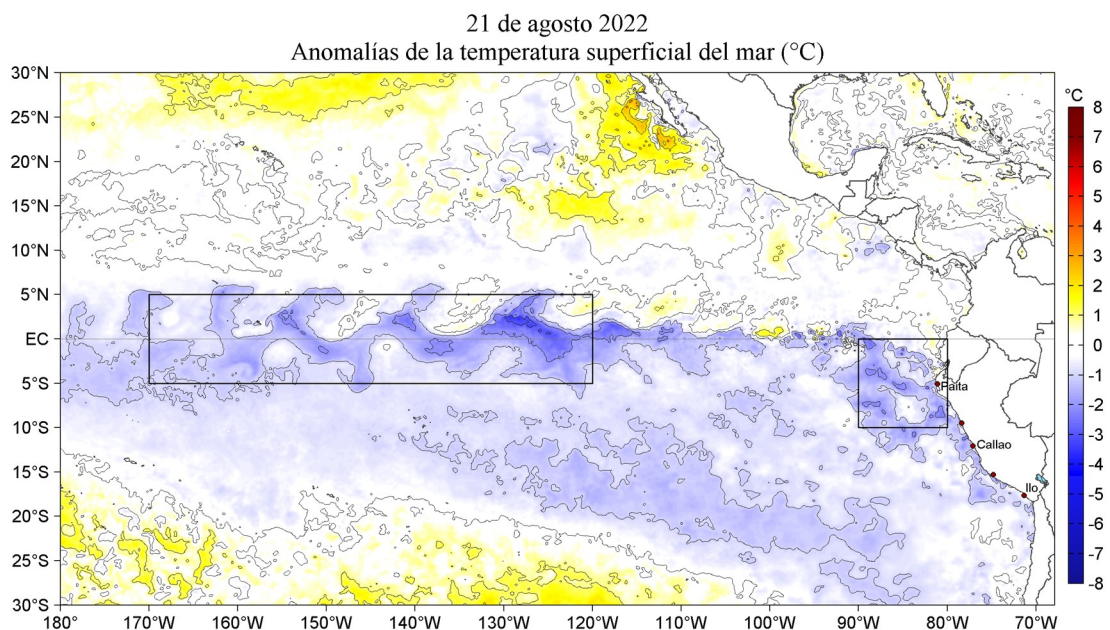 21 de agosto 2022
Anomalías de la temperatura superficial del mar (°C)
30°N
25°N
20°N
15°N
10°N
5°N
EC
5°S
10°S
15°S
20°S
25°S
30°S
180
170°W
160°W
150°W
140°W
130°W
120°W
110°W
100°W
90°W
80°W
70°W
Paita
Callao
Ilo
°C
8
7
6
5
4
3
2
1
0
-1
-2
-3
-4
-5
-6
-7
-8